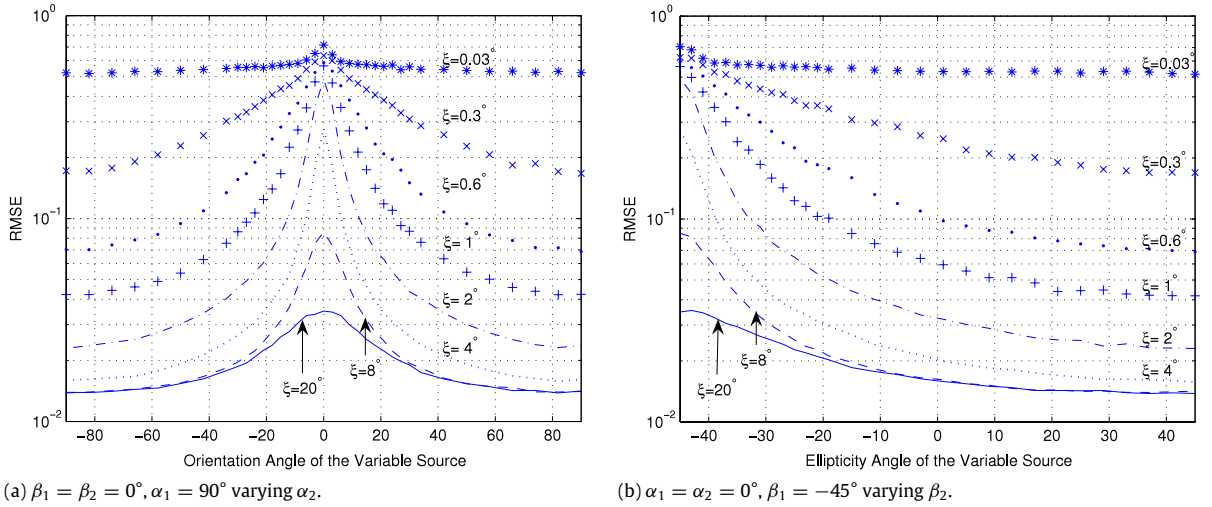 10^0
10^-1
10^-2
RMSE
ξ=0.03°
ξ=0.3°
ξ=0.6°
ξ= 1°
ξ= 2°
ξ= 4°
ξ=8°
ξ=20°
−80 −60 −40 −20 0 20 40 60 80
Orientation Angle of the Variable Source
(a) β1 = β2 = 0°, α1 = 90° varying α2.
10^0
10^-1
10^-2
RMSE
ξ=0.03°
ξ=0.3°
ξ=0.6°
ξ= 1°
ξ= 2°
ξ= 4°
ξ=8°
ξ=20°
−40 −30 −20 −10 0 10 20 30 40
Ellipticity Angle of the Variable Source
(b) α1 = α2 = 0°, β1 = −45° varying β2.